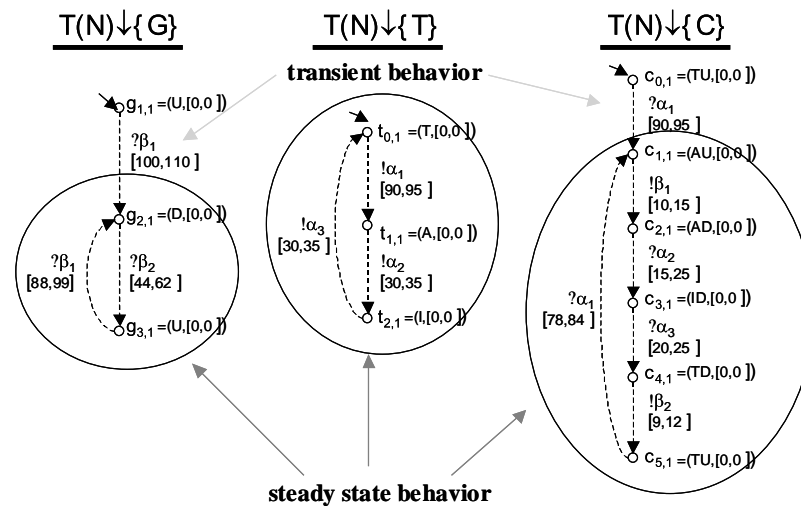 T(N)↓{G}
T(N)↓{T}
T(N)↓{C}
transient behavior
g1,1 =(U,[0,0 ])
?β1
[100,110 ]
g2,1 =(D,[0,0 ])
?β1
[88,99]
?β2
[44,62 ]
g3,1 =(U,[0,0 ])
t0,1 =(T,[0,0 ])
!α1
[90,95 ]
!α3
[30,35 ]
t1,1 =(A,[0,0 ])
!α2
[30,35 ]
t2,1 =(I,[0,0 ])
c0,1 =(TU,[0,0 ])
?α1
[90,95]
c1,1 =(AU,[0,0 ])
!β1
[10,15 ]
c2,1 =(AD,[0,0 ])
?α2
[15,25 ]
?α1
[78,84 ]
c3,1 =(ID,[0,0 ])
?α3
[20,25 ]
c4,1 =(TD,[0,0 ])
!β2
[9,12 ]
c5,1 =(TU,[0,0 ])
steady state behavior